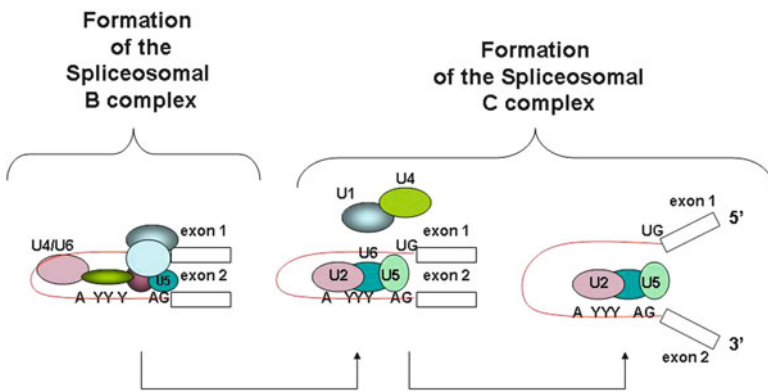 Formation
of the
Spliceosomal
B complex
Formation
of the Spliceosomal
C complex
U4/U6
exon 1
exon 2
U5
A YYY AG
U1
U4
exon 1
UG
U6
exon 2
U2
U5
A YYY AG
exon 1
5’
UG
U2
U5
A YYY AG
exon 2
3’